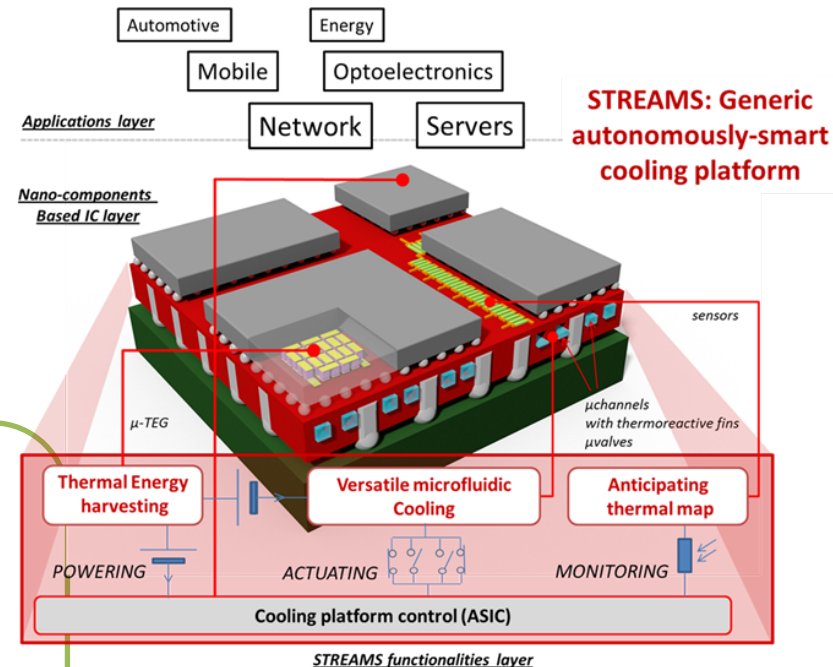 Automotive
Energy
Mobile
Optoelectronics
STREAMS: Generic
autonomously-smart
cooling platform
Applications layer
Network
Servers
Nano-components
Based IC layer
sensors
µ-TEG
µchannels
with thermoreactive fins
µvalves
Thermal Energy
harvesting
Versatile microfluidic
Cooling
Anticipating
thermal map
POWERING
ACTUATING
MONITORING
Cooling platform control (ASIC)
STREAMS functionalities layer